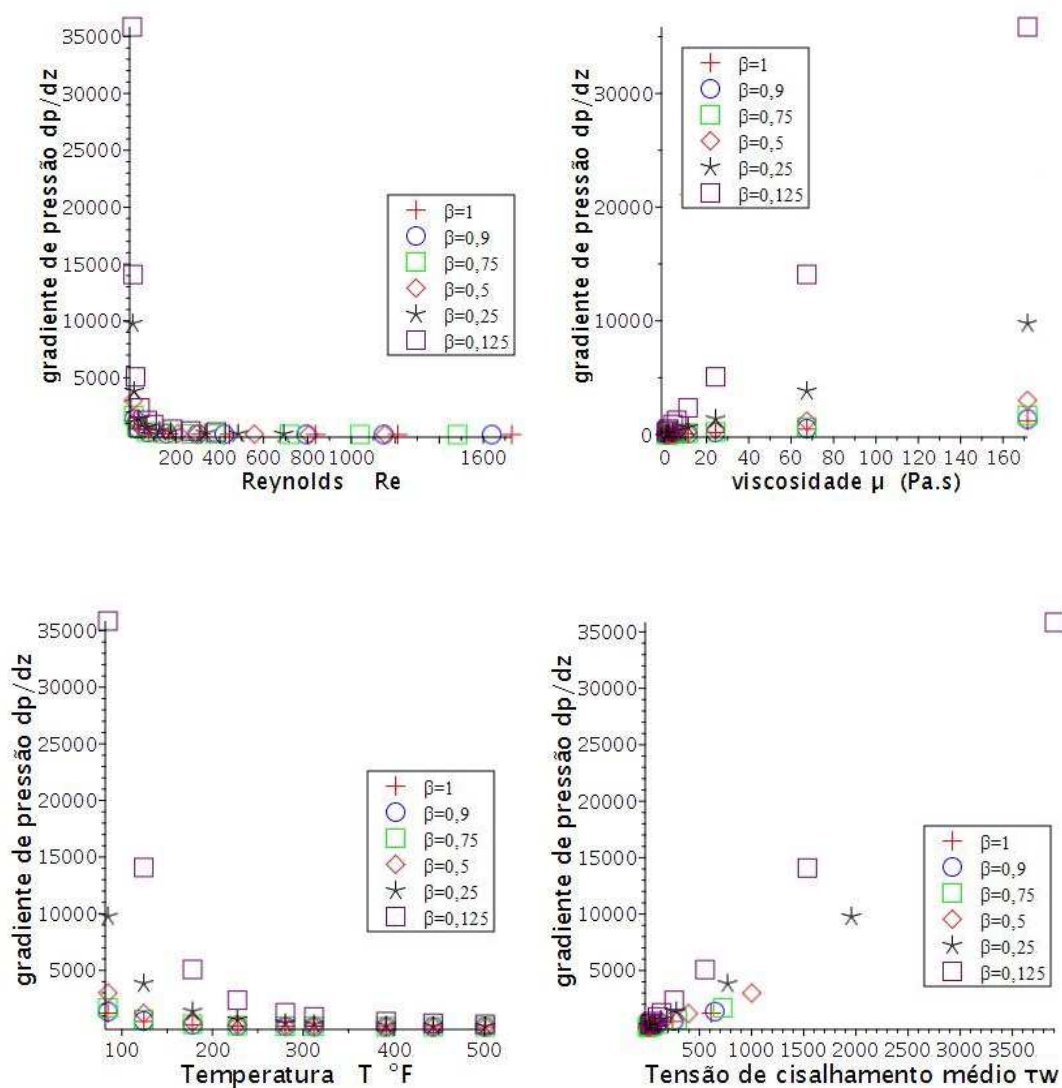 gradiente de pressão dp/dz
35000
30000
25000
20000
15000
10000
5000
β=1
β=0,9
β=0,75
β=0,5
β=0,25
β=0,125
200 400 600 800 1000 1600
Reynolds Re
gradiente de pressão dp/dz
30000
20000
10000
0
β=1
β=0,9
β=0,75
β=0,5
β=0,25
β=0,125
0 20 40 60 80 100 120 140 160
viscosidade µ (Pa.s)
gradiente de pressão dp/dz
35000
30000
25000
20000
15000
10000
5000
β=1
β=0,9
β=0,75
β=0,5
β=0,25
β=0,125
100 200 300 400 500
Temperatura T °F
gradiente de pressão dp/dz
35000
30000
25000
20000
15000
10000
5000
β=1
β=0,9
β=0,75
β=0,5
β=0,25
β=0,125
500 1000 1500 2000 2500 3000 3500
Tensão de cisalhamento médio τw